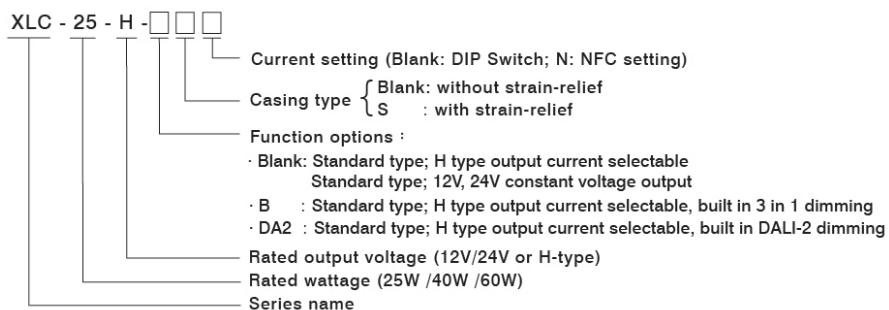 XLC - 25 - H -□ □ □
Current setting (Blank: DIP Switch; N: NFC setting)
Casing type { Blank: without strain-relief
S : with strain-relief
Function options :
· Blank: Standard type; H type output current selectable
Standard type; 12V, 24V constant voltage output
· B : Standard type; H type output current selectable, built in 3 in 1 dimming
· DA2 : Standard type; H type output current selectable, built in DALI-2 dimming
Rated output voltage (12V/24V or H-type)
Rated wattage (25W /40W /60W)
Series name